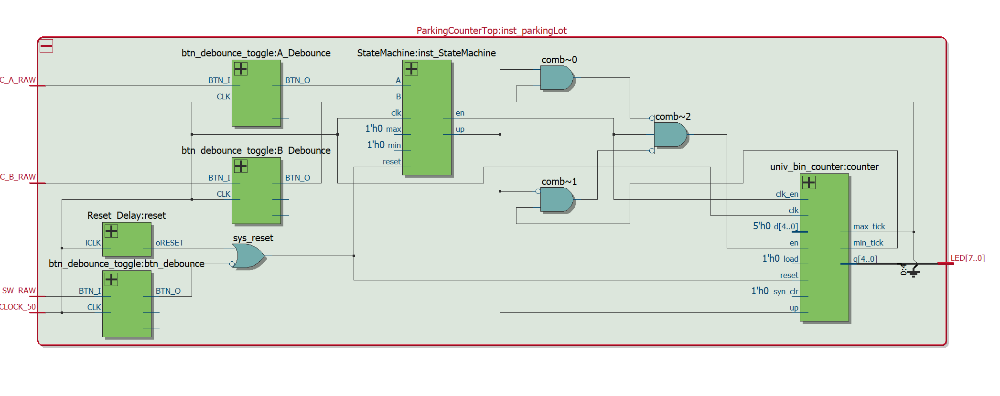 ParkingCounterTop:inst_parkingLot
btn_debounce_toggle:A_Debounce
StateMachine:inst_StateMachine
comb~0
C_A_RAW
BTN_I
BTN_O
CLK
A
B
clk
1'h0 max
1'h0 min
reset
en
up
comb~2
btn_debounce_toggle:B_Debounce
C_B_RAW
BTN_I
BTN_O
CLK
comb~1
univ_bin_counter:counter
clk_en
clk
5'h0 d[4..0]
en
1'h0 load
reset
1'h0 syn_clr
up
max_tick
min_tick
q[4..0]
0:4
LED[7..0]
Reset_Delay:reset
iCLK
oRESET
sys_reset
btn_debounce_toggle:btn_debounce
_SW_RAW
BTN_I
BTN_O
CLOCK_50
CLK